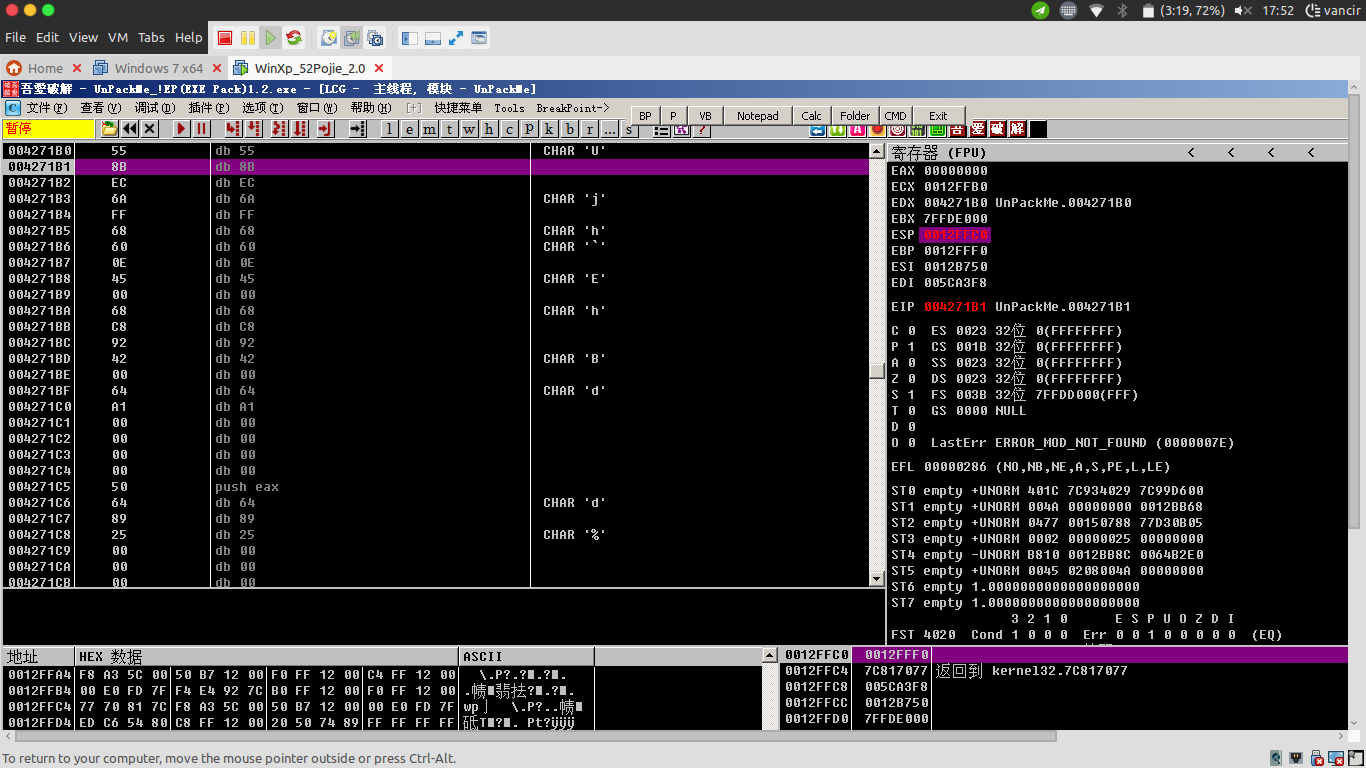 (3:19, 72%) 17:52 vancir
File Edit View VM Tabs Help
Home Windows 7 x64 WinXp_52Pojie_2.0
吾爱破解 - UnPackMe_!EP(EXE Pack)1.2.exe - [LCG - 主线程, 模块 - UnPackMe]
C 文件(F) 查看(V) 调试(D) 插件(P) 选项(T) 窗口(W) 帮助(H) [+] 快捷菜单 Tools BreakPoint->
BP P VB Notepad Calc Folder CMD Exit
暂停 l e m t w h c p k b r ... s 吾 爱 破 解
004271B0 55 db 55 CHAR 'U'
004271B1 8B db 8B
004271B2 EC db EC
004271B3 6A db 6A CHAR 'j'
004271B4 FF db FF
004271B5 68 db 68 CHAR 'h'
004271B6 60 db 60 CHAR '`'
004271B7 0E db 0E
004271B8 45 db 45 CHAR 'E'
004271B9 00 db 00
004271BA 68 db 68 CHAR 'h'
004271BB C8 db C8
004271BC 92 db 92
004271BD 42 db 42 CHAR 'B'
004271BE 00 db 00
004271BF 64 db 64 CHAR 'd'
004271C0 A1 db A1
004271C1 00 db 00
004271C2 00 db 00
004271C3 00 db 00
004271C4 00 db 00
004271C5 50 push eax
004271C6 64 db 64 CHAR 'd'
004271C7 89 db 89
004271C8 25 db 25 CHAR '%'
004271C9 00 db 00
004271CA 00 db 00
004271CB 00 db 00
寄存器 (FPU) < < < <
EAX 00000000
ECX 0012FFB0
EDX 004271B0 UnPackMe.004271B0
EBX 7FFDE000
ESP 0012FFC0
EBP 0012FFF0
ESI 0012B750
EDI 005CA3F8
EIP 004271B1 UnPackMe.004271B1
C 0 ES 0023 32位 0(FFFFFFFF)
P 1 CS 001B 32位 0(FFFFFFFF)
A 0 SS 0023 32位 0(FFFFFFFF)
Z 0 DS 0023 32位 0(FFFFFFFF)
S 1 FS 003B 32位 7FFDD000(FFF)
T 0 GS 0000 NULL
D 0
O 0 LastErr ERROR_MOD_NOT_FOUND (0000007E)
EFL 00000286 (NO,NB,NE,A,S,PE,L,LE)
ST0 empty +UNORM 401C 7C934029 7C99D600
ST1 empty +UNORM 004A 00000000 0012BB68
ST2 empty +UNORM 0477 00150788 77D30B05
ST3 empty +UNORM 0002 00000025 00000000
ST4 empty -UNORM B810 0012BB8C 0064B2E0
ST5 empty +UNORM 0045 0208004A 00000000
ST6 empty 1.0000000000000000000
ST7 empty 1.0000000000000000000
3 2 1 0 E S P U O Z D I
FST 4020 Cond 1 0 0 0 Err 0 0 1 0 0 0 0 0 (EQ)
地址 HEX 数据 ASCII
0012FFA4 F8 A3 5C 00 50 B7 12 00 F0 FF 12 00 C4 FF 12 00
0012FFB4 00 E0 FD 7F F4 E4 92 7C B0 FF 12 00 F0 FF 12 00
0012FFC4 77 70 81 7C F8 A3 5C 00 50 B7 12 00 00 E0 FD 7F
0012FFD4 ED C6 54 80 C8 FF 12 00 20 50 74 89 FF FF FF FF
0012FFC0 0012FFF0
0012FFC4 7C817077 返回到 kernel32.7C817077
0012FFC8 005CA3F8
0012FFCC 0012B750
0012FFD0 7FFDE000
To return to your computer, move the mouse pointer outside or press Ctrl-Alt.